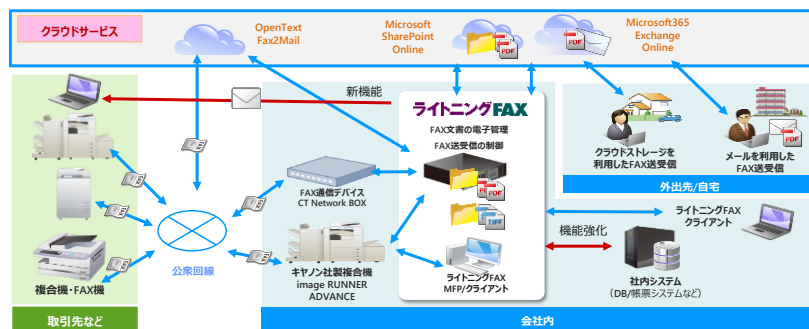 クラウドサービス
OpenText
Fax2Mail
Microsoft
SharePoint
Online
PDF
PDF
Microsoft365
Exchange
Online
新機能
ライトニングFAX
FAX文書の電子管理
FAX送受信の制御
PDF
TIFF
クラウドストレージを
利用したFAX送受信
PDF
メールを利用した
FAX送受信
外出先/自宅
FAX通信デバイス
CT Network BOX
公衆回線
キヤノン社製複合機
image RUNNER
ADVANCE
ライトニングFAX
MFP/クライアント
機能強化
ライトニングFAX
クライアント
社内システム
(DB/帳票システムなど)
複合機・FAX機
取引先など
会社内